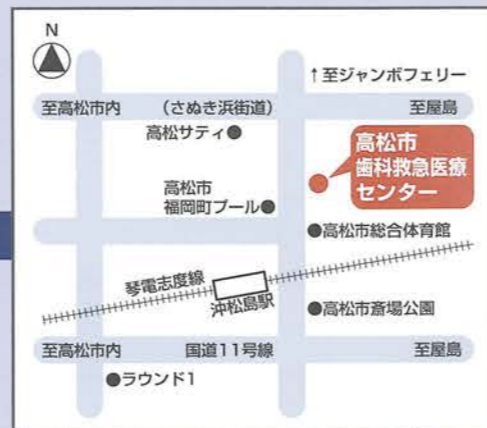 N
↑至ジャンボフェリー
至高松市内 (さぬき浜街道) 至屋島
高松サティ●
高松市
歯科救急医療
センター
高松市
福岡町プール●
●高松市総合体育館
琴電志度線
沖松島駅
●高松市斎場公園
至高松市内 国道11号線 至屋島
●ラウンド1